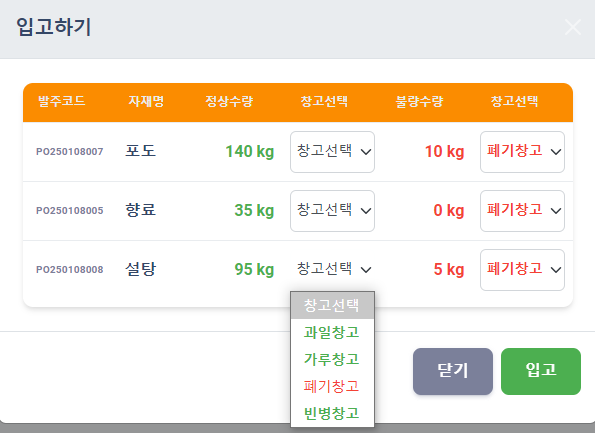 입고하기
발주코드 자재명 정상수량 창고선택 불량수량 창고선택
PO250108007 포도 140 kg 창고선택 10 kg 폐기창고
PO250108005 향료 35 kg 창고선택 0 kg 폐기창고
PO250108008 설탕 95 kg 창고선택 5 kg 폐기창고
창고선택
과일창고
가루창고
폐기창고
빈병창고
닫기 입고